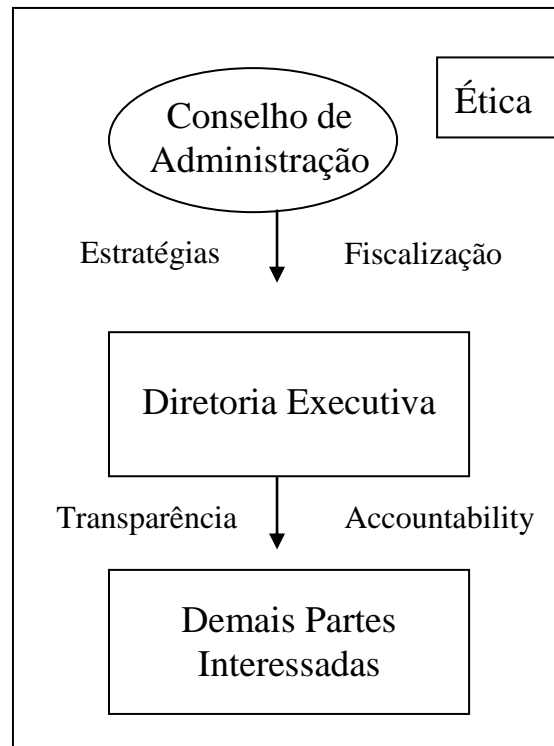 Ética
Conselho de
Administração
Estratégias Fiscalização
Diretoria Executiva
Transparência Accountability
Demais Partes
Interessadas